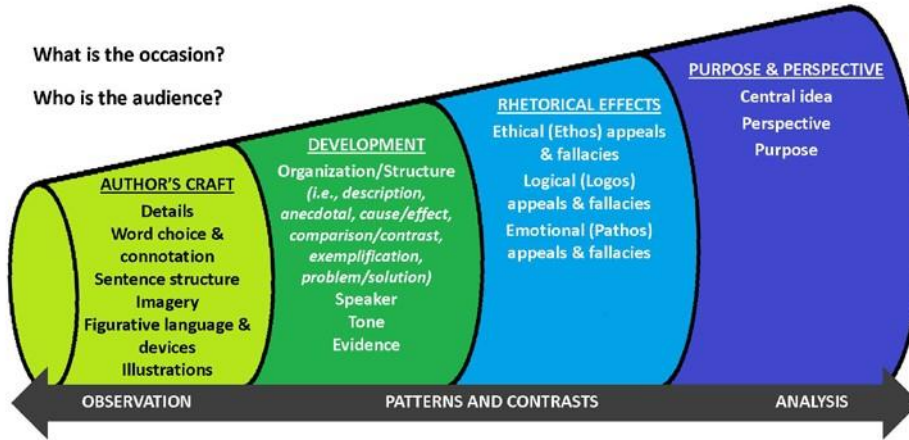 What is the occasion?
Who is the audience?
AUTHOR'S CRAFT
Details
Word choice &
connotation
Sentence structure
Imagery
Figurative language &
devices
Illustrations
DEVELOPMENT
Organization/Structure
(i.e., description,
anecdotal, cause/effect,
comparison/contrast,
exemplification,
problem/solution)
Speaker
Tone
Evidence
RHETORICAL EFFECTS
Ethical (Ethos) appeals
& fallacies
Logical (Logos)
appeals & fallacies
Emotional (Pathos)
appeals & fallacies
PURPOSE & PERSPECTIVE
Central idea
Perspective
Purpose
OBSERVATION
PATTERNS AND CONTRASTS
ANALYSIS